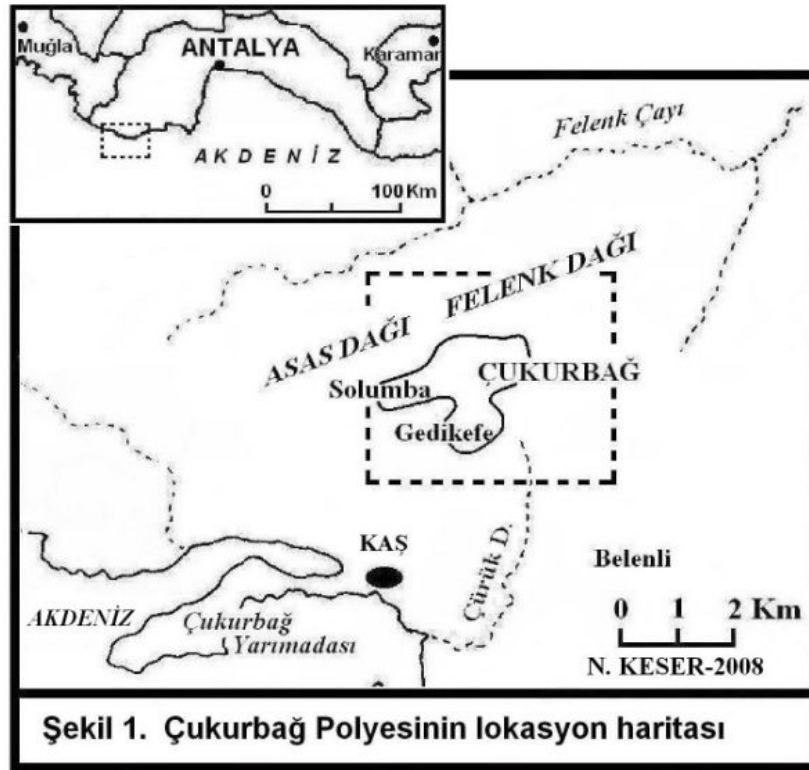 Muğla
ANTALYA
Karaman
AKDENİZ
0 100 Km
Felenk Çayı
FELENK DAĞI
ASAS DAĞI
ÇUKURBAĞ
Solumba
Gedikefe
KAŞ
Çürük D.
Belenli
AKDENİZ
Çukurbağ
Yarımadası
0 1 2 Km
N. KESER-2008
Şekil 1. Çukurbağ Polyesinin lokasyon haritası